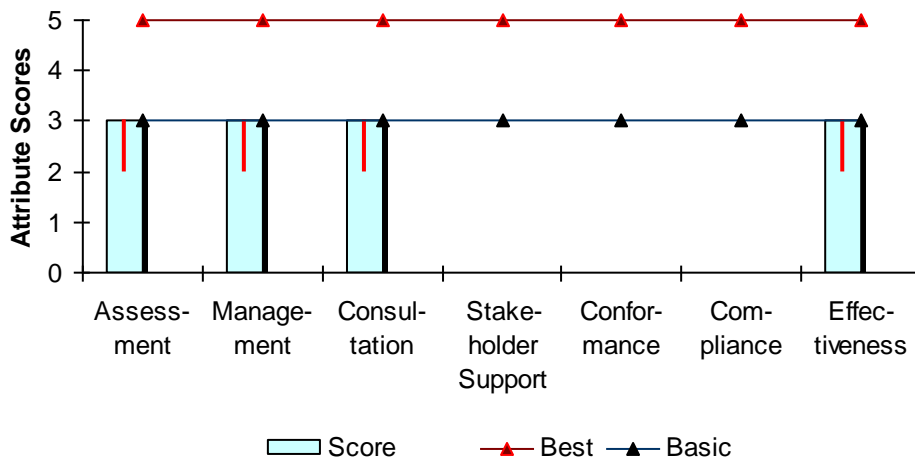 Attribute Scores
5
4
3
2
1
0
Assess-
ment
Manage-
ment
Consul-
tation
Stake-
holder
Support
Confor-
mance
Com-
pliance
Effec-
tiveness
Score
Best
Basic